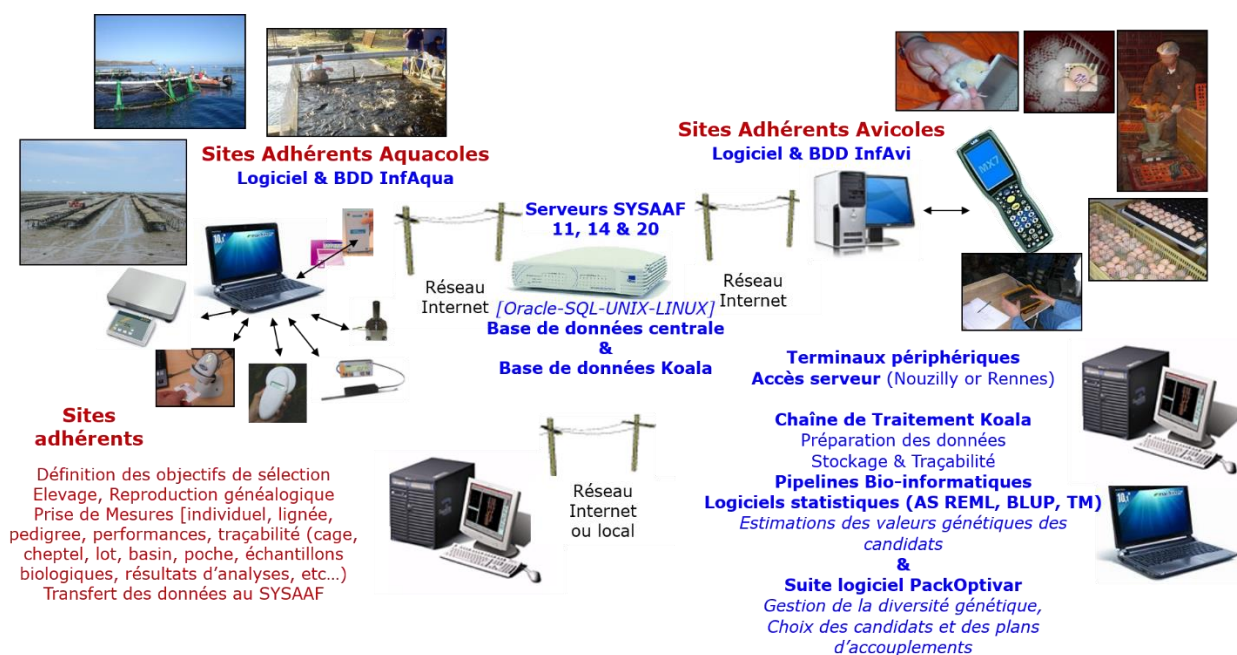 Sites Adhérents Aquacoles
Logiciel & BDD InfAqua
Sites Adhérents Avicoles
Logiciel & BDD InfAvi
MX7
Serveurs SYSAAF
11, 14 & 20
Réseau
Internet
[Oracle-SQL-UNIX-LINUX]
Base de données centrale
&
Base de données Koala
Réseau
Internet
Sites
adhérents
Définition des objectifs de sélection
Elevage, Reproduction généalogique
Prise de Mesures [individuel, lignée,
pedigree, performances, traçabilité (cage,
cheptel, lot, basin, poche, échantillons
biologiques, résultats d’analyses, etc…)
Transfert des données au SYSAAF
Réseau
Internet
ou local
Terminaux périphériques
Accès serveur (Nouzilly or Rennes)
Chaîne de Traitement Koala
Préparation des données
Stockage & Traçabilité
Pipelines Bio-informatiques
Logiciels statistiques (AS REML, BLUP, TM)
Estimations des valeurs génétiques des
candidats
&
Suite logiciel PackOptivar
Gestion de la diversité génétique,
Choix des candidats et des plans
d’accouplements